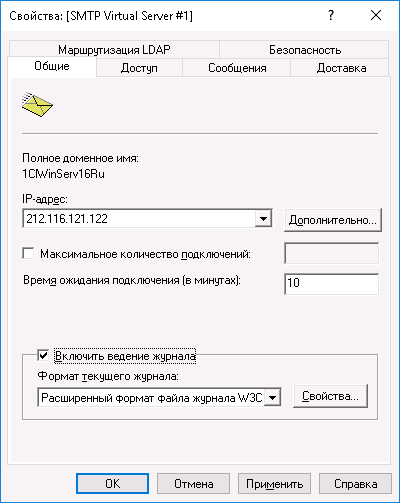 Свойства: [SMTP Virtual Server #1]
Маршрутизация LDAP
Безопасность
Общие
Доступ
Сообщения
Доставка
Полное доменное имя:
1CWinServ16Ru
IP-адрес:
212.116.121.122
Дополнительно...
Максимальное количество подключений:
Время ожидания подключения (в минутах):
10
Включить ведение журнала
Формат текущего журнала:
Расширенный формат файла журнала W3C
Свойства...
ОК
Отмена
Применить
Справка